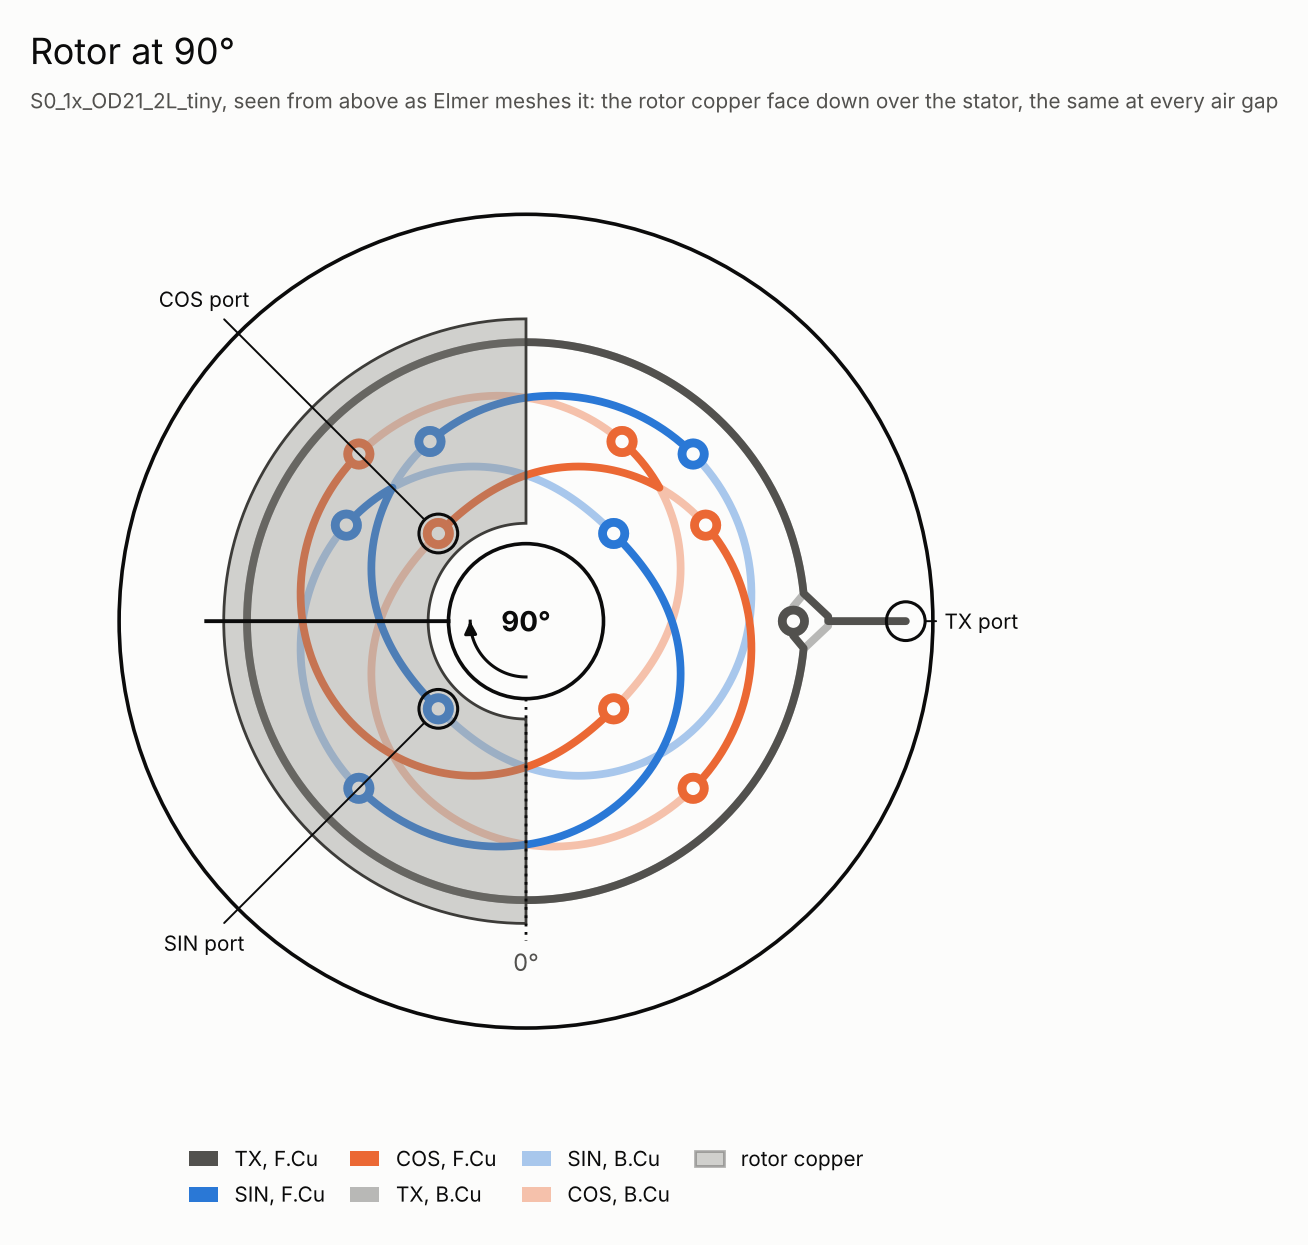 Rotor at 90°
S0_1x_OD21_2L_tiny, seen from above as Elmer meshes it: the rotor copper face down over the stator, the same at every air gap
COS port
90°
TX port
SIN port
0°
TX, F.Cu
COS, F.Cu
SIN, B.Cu
rotor copper
SIN, F.Cu
TX, B.Cu
COS, B.Cu